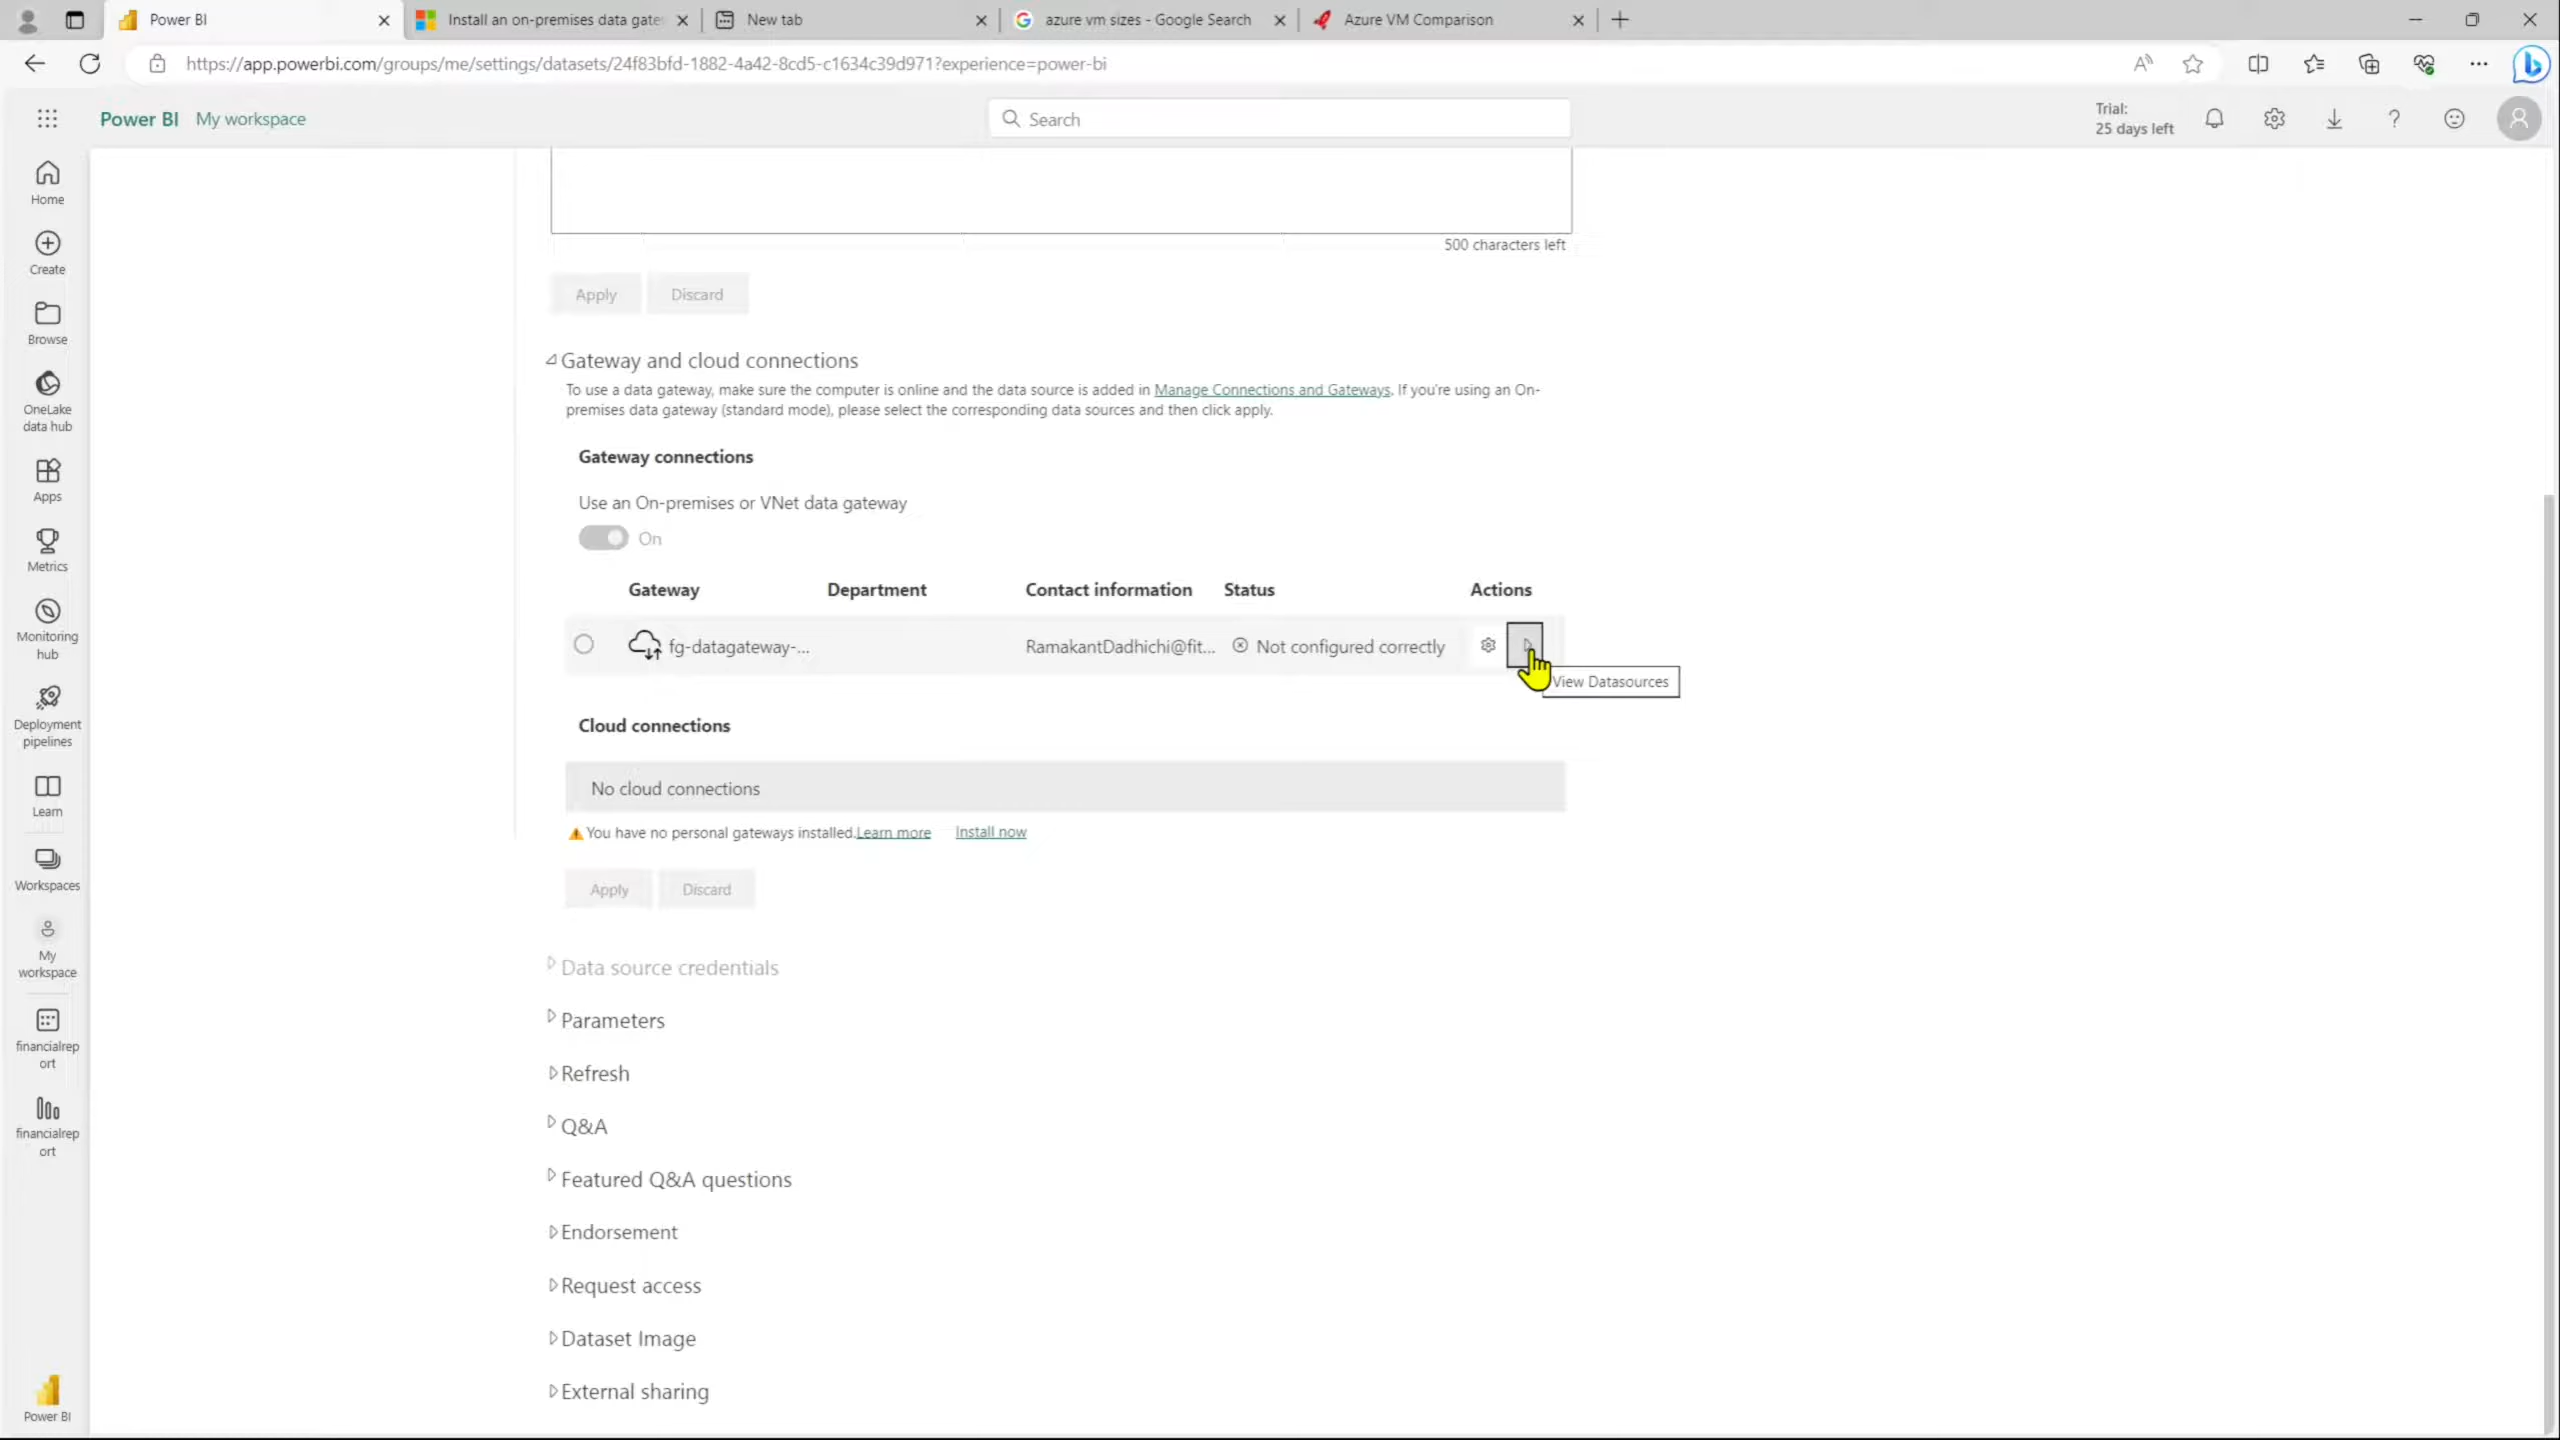 Power BI
Install an on-premises data gate
New tab
azure vm sizes - Google Search
Azure VM Comparison
https://app.powerbi.com/groups/me/settings/datasets/24f83bfd-1882-4a42-8cd5-c1634c39d971?experience=power-bi
Power BI My workspace
Search
Trial:
25 days left
Home
Create
Browse
OneLake
data hub
Apps
Metrics
Monitoring
hub
Deployment
pipelines
Learn
Workspaces
My
workspace
financialrep
ort
financialrep
ort
Power BI
500 characters left
Apply Discard
Gateway and cloud connections
To use a data gateway, make sure the computer is online and the data source is added in Manage Connections and Gateways. If you're using an On-
premises data gateway (standard mode), please select the corresponding data sources and then click apply.
Gateway connections
Use an On-premises or VNet data gateway
On
Gateway Department Contact information Status Actions
fg-datagateway-... RamakantDadhichi@fit... Not configured correctly
View Datasources
Cloud connections
No cloud connections
You have no personal gateways installed.Learn more Install now
Apply Discard
Data source credentials
Parameters
Refresh
Q&A
Featured Q&A questions
Endorsement
Request access
Dataset Image
External sharing